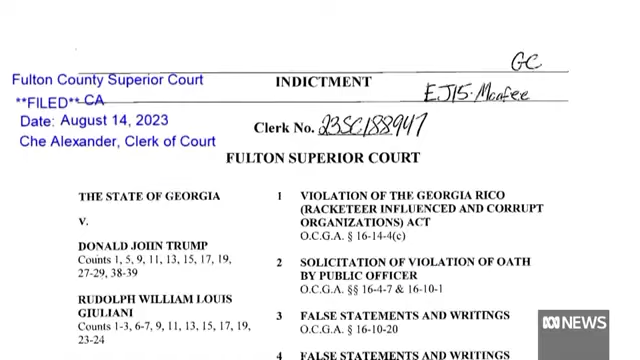 GC
Fulton County Superior Court
INDICTMENT
**FILED** CA
EJ15. McAfee
Date: August 14, 2023
Clerk No. 23SC188947
Che Alexander, Clerk of Court
FULTON SUPERIOR COURT
THE STATE OF GEORGIA
V.
DONALD JOHN TRUMP
Counts 1, 5, 9, 11, 13, 15, 17, 19,
27-29, 38-39
RUDOLPH WILLIAM LOUIS
GIULIANI
Counts 1-3, 6-7, 9, 11, 13, 15, 17, 19,
23-24
1 VIOLATION OF THE GEORGIA RICO
(RACKETEER INFLUENCED AND CORRUPT
ORGANIZATIONS) ACT
O.C.G.A. § 16-14-4(c)
2 SOLICITATION OF VIOLATION OF OATH
BY PUBLIC OFFICER
O.C.G.A. §§ 16-4-7 & 16-10-1
3 FALSE STATEMENTS AND WRITINGS
O.C.G.A. § 16-10-20
4 FALSE STATEMENTS AND WRITINGS
NEWS